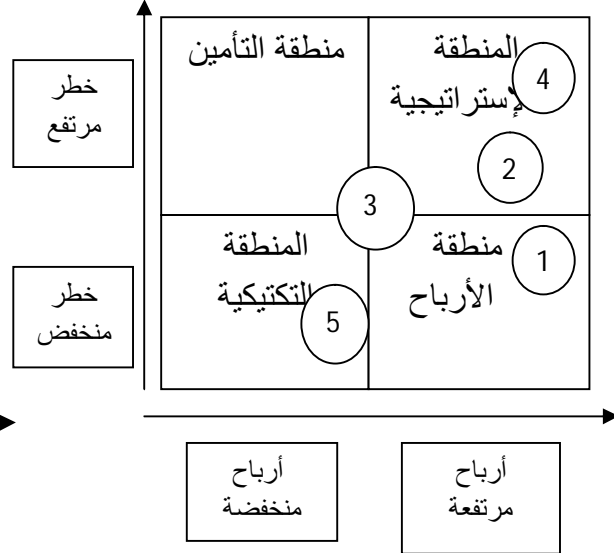 المنطقة
لإستراتيجية
4
2
منطقة التأمين
خطر
مرتفع
3
منطقة
الأرباح
1
المنطقة
التكتيكية
5
خطر
منخفض
أرباح
مرتفعة
أرباح
منخفضة